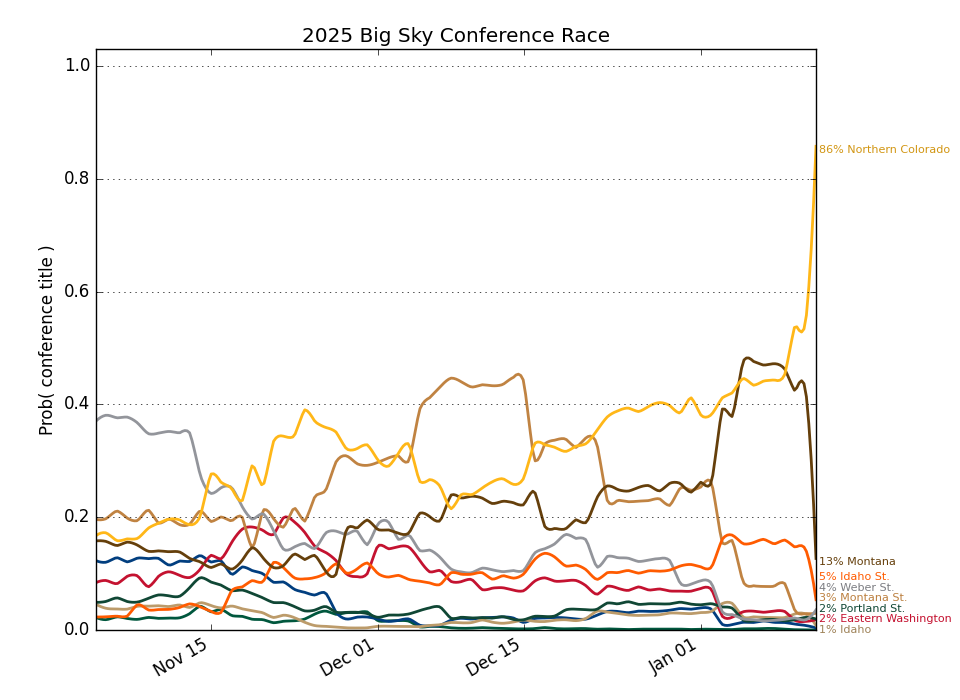 2025 Big Sky Conference Race
Prob( conference title )
1.0
0.8
0.6
0.4
0.2
0.0
Nov 15
Dec 01
Dec 15
Jan 01
86% Northern Colorado
13% Montana
5% Idaho St.
4% Weber St.
3% Montana St.
2% Portland St.
2% Eastern Washington
1% Idaho